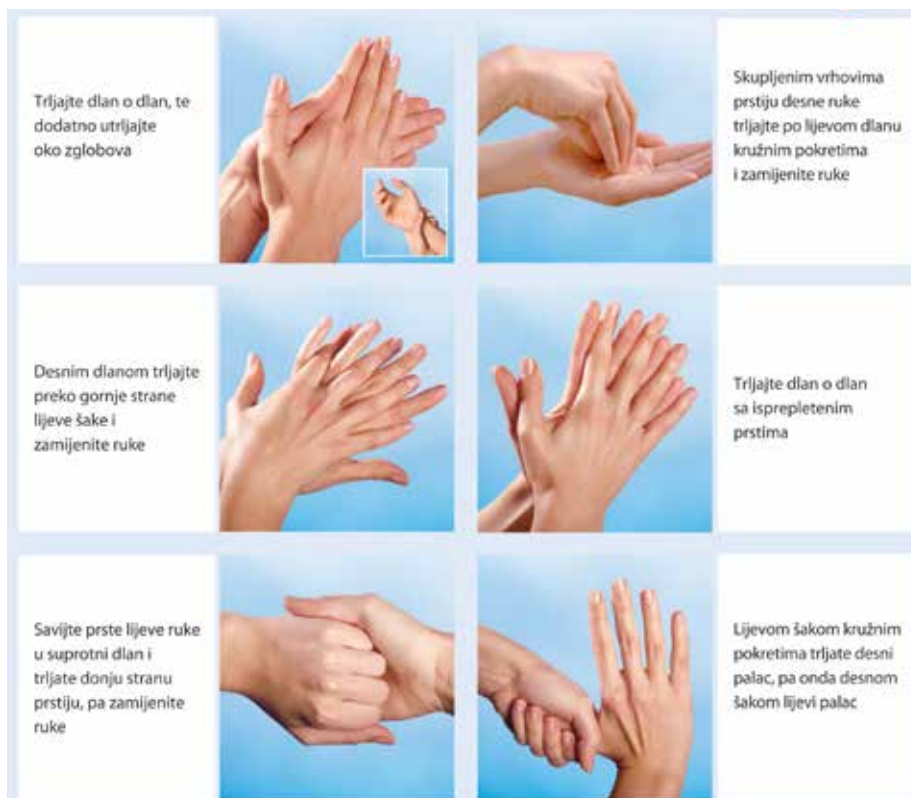 Trljajte dlan o dlan, te
dodatno utrljajte
oko zglobova
Skupljenim vrhovima
prstiju desne ruke
trljajte po lijevom dlanu
kružnim pokretima
i zamijenite ruke
Desnim dlanom trljajte
preko gornje strane
lijeve šake i
zamijenite ruke
Trljajte dlan o dlan
sa isprepletenim
prstima
Savijte prste lijeve ruke
u suprotni dlan i
trljate donju stranu
prstiju, pa zamijenite
ruke
Lijevom šakom kružnim
pokretima trljate desni
palac, pa onda desnom
šakom lijevi palac